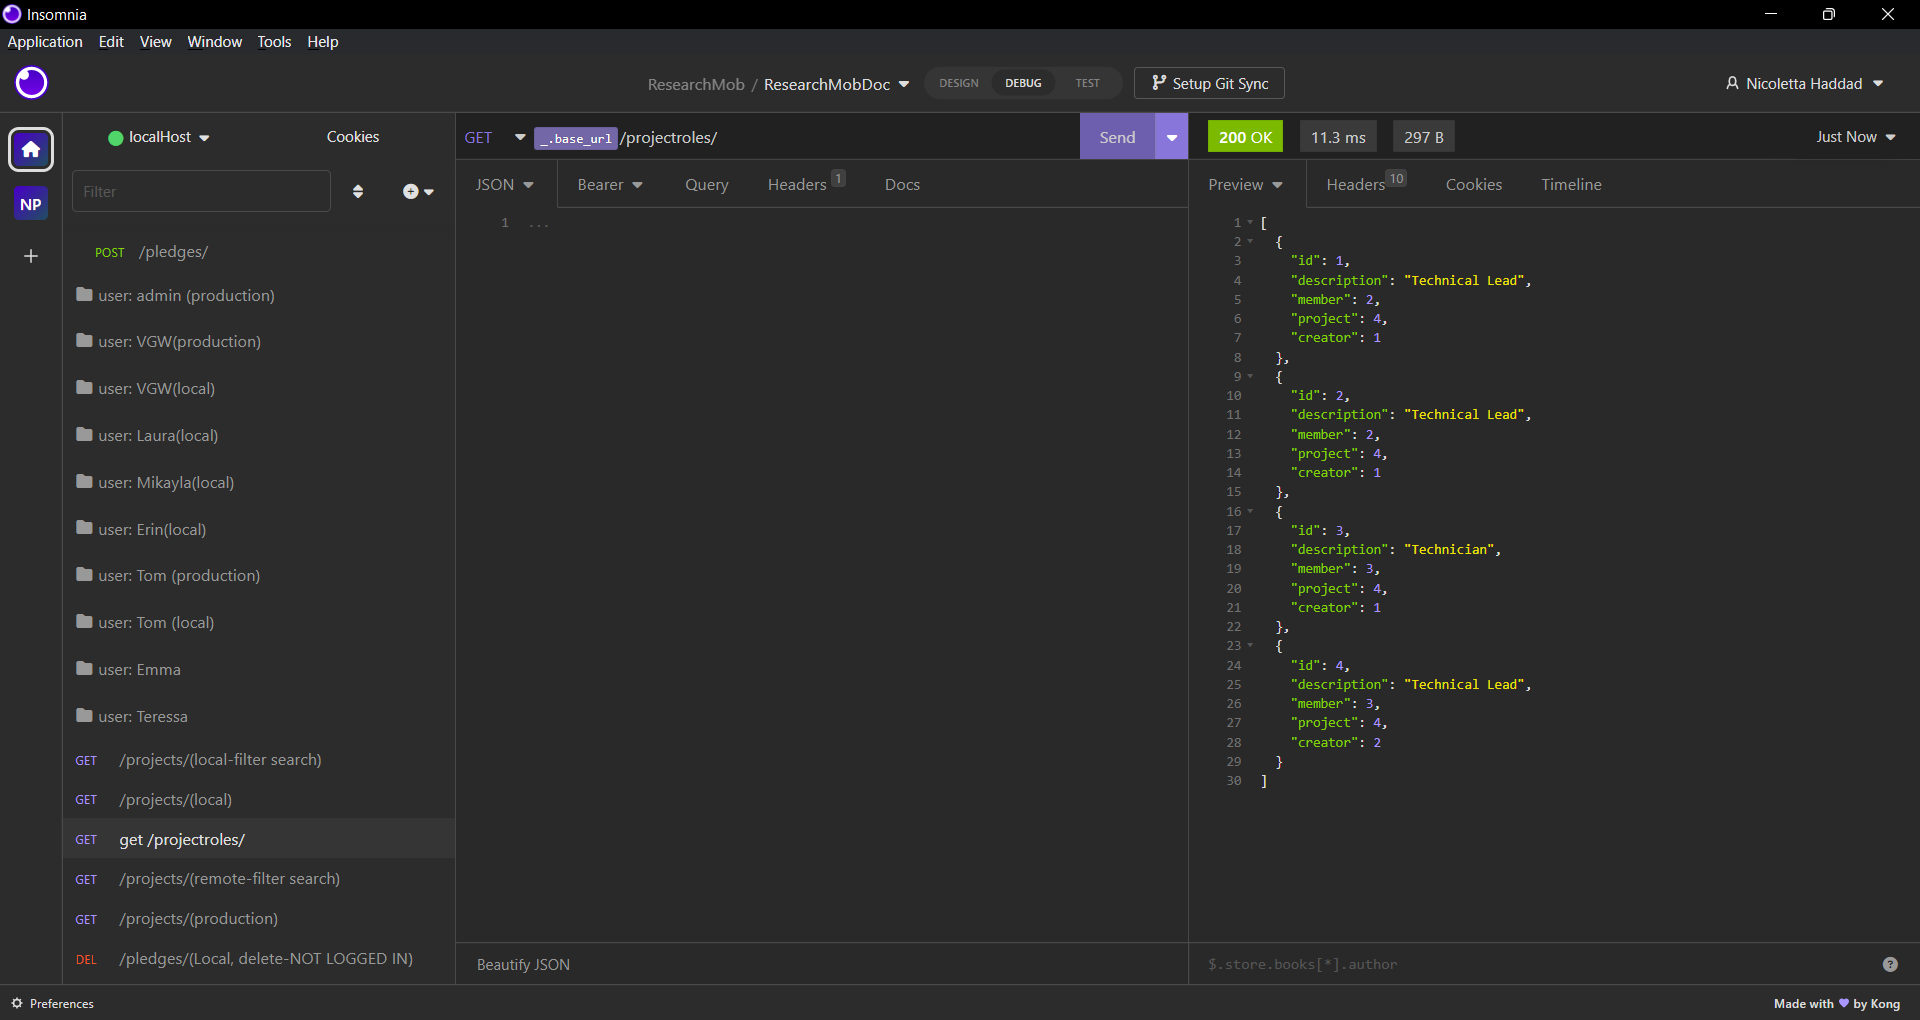 Insomnia
Application Edit View Window Tools Help
ResearchMob / ResearchMobDoc DESIGN DEBUG TEST Setup Git Sync Nicoletta Haddad
localHost Cookies
GET _.base_url /projectroles/ Send
200 OK 11.3 ms 297 B Just Now
NP
Filter
JSON Bearer Query Headers 1 Docs
Preview Headers 10 Cookies Timeline
POST /pledges/
user: admin (production)
user: VGW(production)
user: VGW(local)
user: Laura(local)
user: Mikayla(local)
user: Erin(local)
user: Tom (production)
user: Tom (local)
user: Emma
user: Teressa
GET /projects/(local-filter search)
GET /projects/(local)
GET get /projectroles/
GET /projects/(remote-filter search)
GET /projects/(production)
DEL /pledges/(Local, delete-NOT LOGGED IN)
1 ...
1 [
2 {
3 "id": 1,
4 "description": "Technical Lead",
5 "member": 2,
6 "project": 4,
7 "creator": 1
8 },
9 {
10 "id": 2,
11 "description": "Technical Lead",
12 "member": 2,
13 "project": 4,
14 "creator": 1
15 },
16 {
17 "id": 3,
18 "description": "Technician",
19 "member": 3,
20 "project": 4,
21 "creator": 1
22 },
23 {
24 "id": 4,
25 "description": "Technical Lead",
26 "member": 3,
27 "project": 4,
28 "creator": 2
29 }
30 ]
Beautify JSON
$.store.books[*].author ?
Preferences
Made with 💜 by Kong